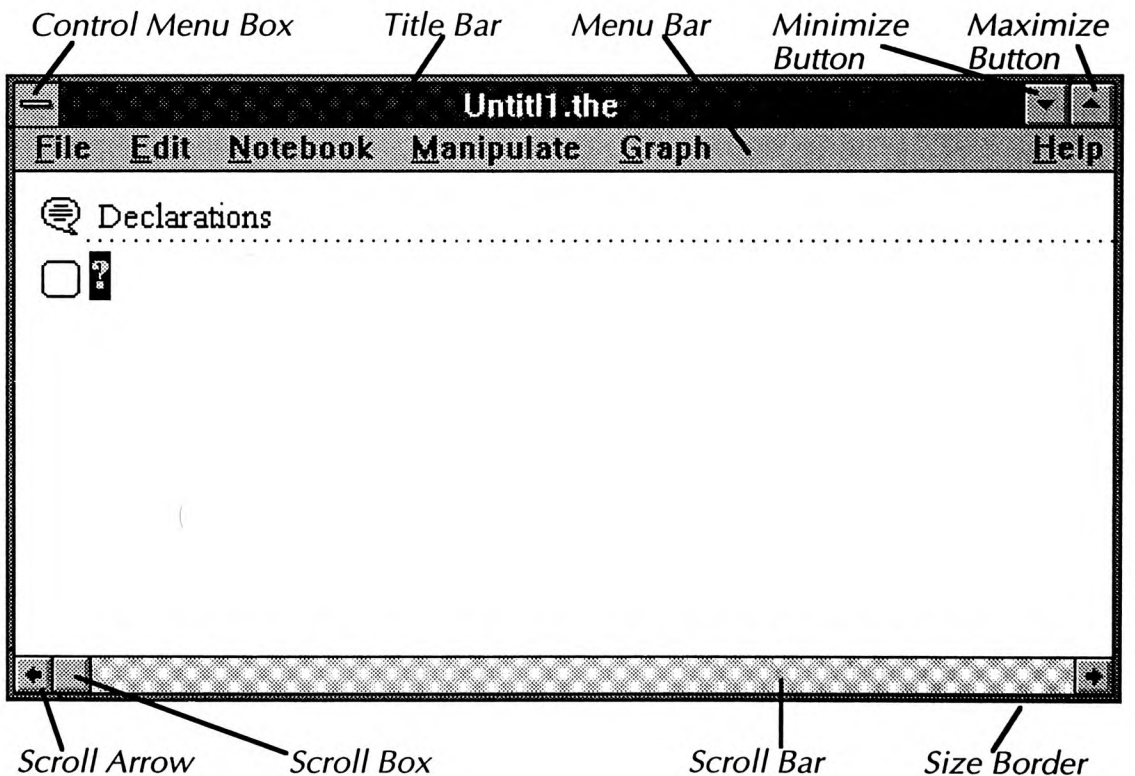 Control Menu Box Title Bar Menu Bar Minimize Button Maximize Button
Untitl1.the
File Edit Notebook Manipulate Graph Help
Declarations
?
Scroll Arrow Scroll Box Scroll Bar Size Border